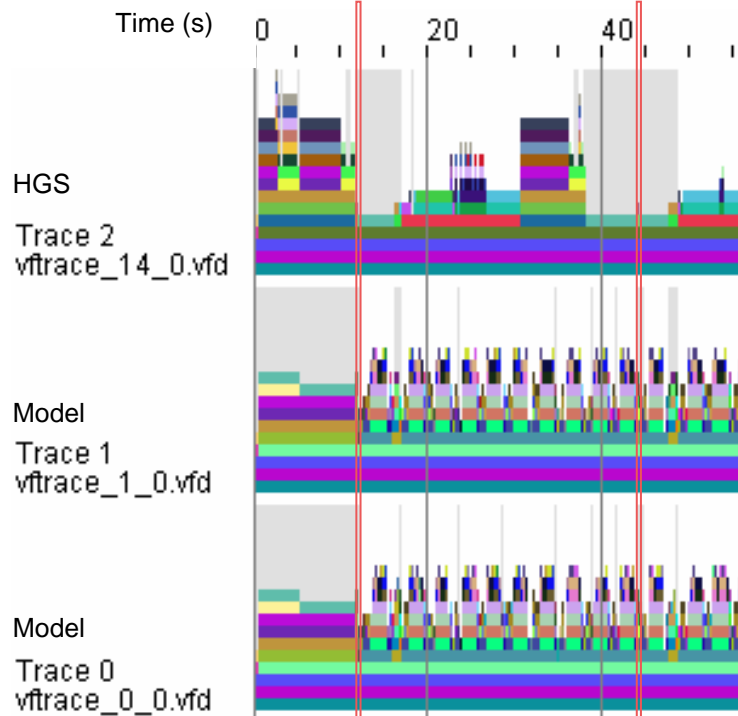 Time (s) 0 20 40
HGS
Trace 2
vftrace_14_0.vfd
Model
Trace 1
vftrace_1_0.vfd
Model
Trace 0
vftrace_0_0.vfd